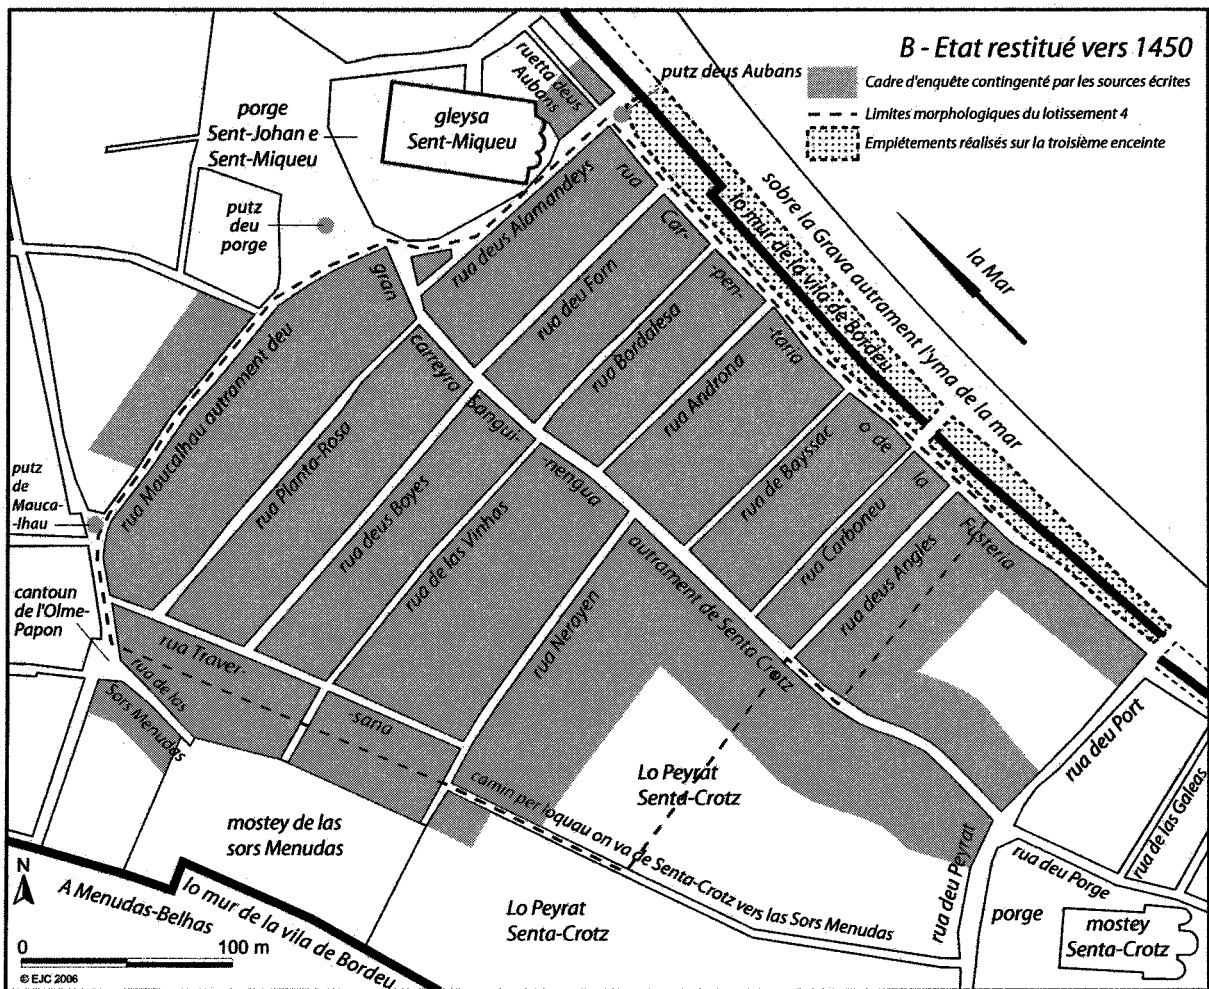 B - Etat restitué vers 1450
Cadre d'enquête contingenté par les sources écrites
Limites morphologiques du lotissement 4
Emplétements réalisés sur la troisième enceinte
ruetta deus
Aubans
putz deus Aubans
porge
Sent-Johan e
Sent-Miqueu
gleysa
Sent-Miqueu
putz
deu
porge
sobre la Grava autrament l'yma de la mar
lo mur de la vila de Bordeu
la Mar
rua
Car-
-pen-
-taria
o de
la
Fusteria
rua deus Alamandeys
rua deu Forn
rua Bordalesa
rua Androna
rua de Bayssac
rua Carboneu
rua deus Angles
gran
carreyra
Sangui-
-nengua
autrament de Senta Crotz
rua Maucalhau autrament deu
rua Planta-Rosa
rua deus Boyes
rua de las Vinhas
rua Nerayen
putz
de
Mauca-
-lhau
cantoun
de l'Olme-
Papon
rua Traver-
-sana
rua de las
Sors Menudas
mostey de las
sors Menudas
camin per loquau on va de Senta-Crotz vers las Sors Menudas
Lo Peyrat
Senta-Crotz
Lo Peyrat
Senta-Crotz
rua deu Port
rua de las Galeas
rua deu Peyrat
rua deu Porge
porge
mostey
Senta-Crotz
N
A Menudas-Belhas
lo mur de la vila de Bordeu
0 100 m
© EJC 2006